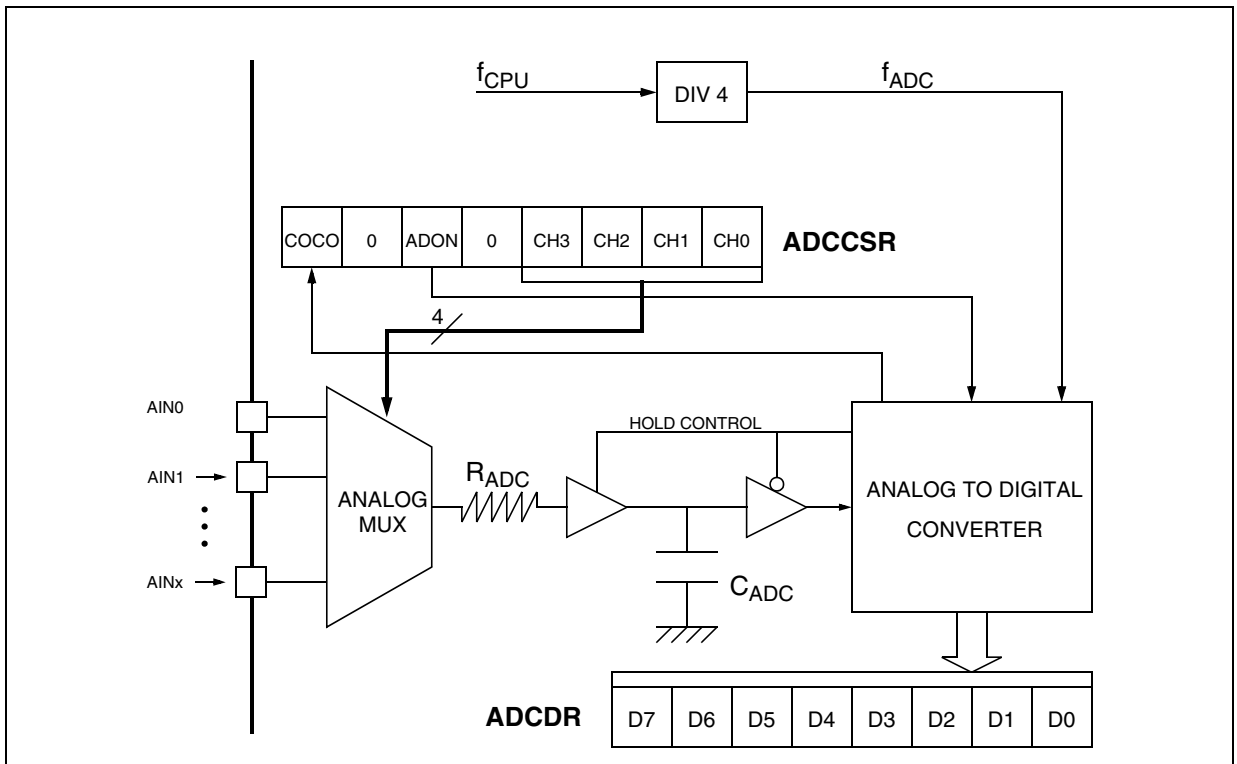 fCPU
DIV 4
fADC
COCO 0 ADON 0 CH3 CH2 CH1 CH0
ADCCSR
4
AIN0
HOLD CONTROL
AIN1
RADC
ANALOG
MUX
ANALOG TO DIGITAL
CONVERTER
AINx
CADC
ADCDR
D7 D6 D5 D4 D3 D2 D1 D0